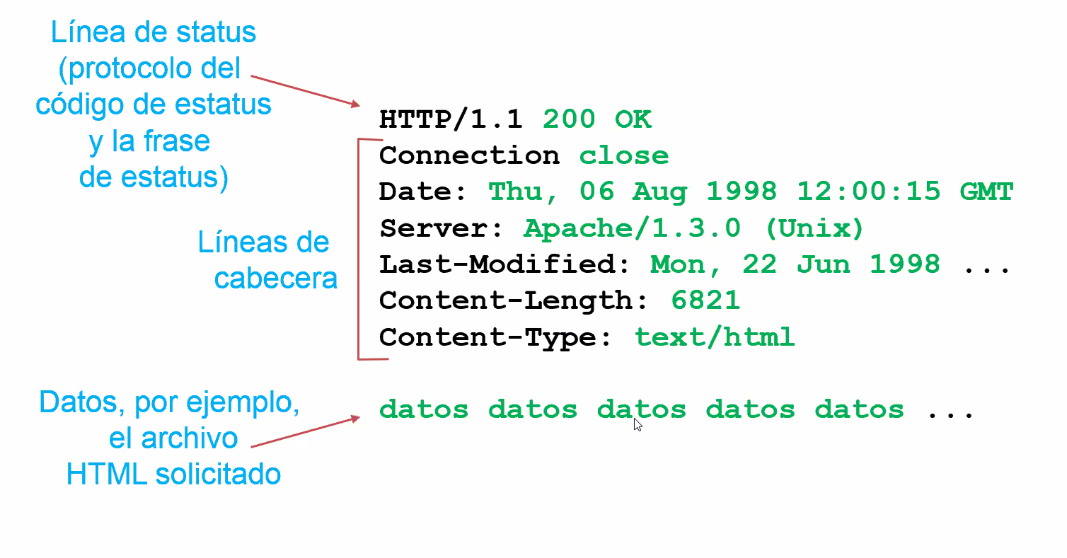 Línea de status
(protocolo del
código de estatus
y la frase
de estatus)
HTTP/1.1 200 OK
Connection close
Date: Thu, 06 Aug 1998 12:00:15 GMT
Server: Apache/1.3.0 (Unix)
Last-Modified: Mon, 22 Jun 1998 ...
Content-Length: 6821
Content-Type: text/html
Líneas de
cabecera
datos datos datos datos datos ...
Datos, por ejemplo,
el archivo
HTML solicitado